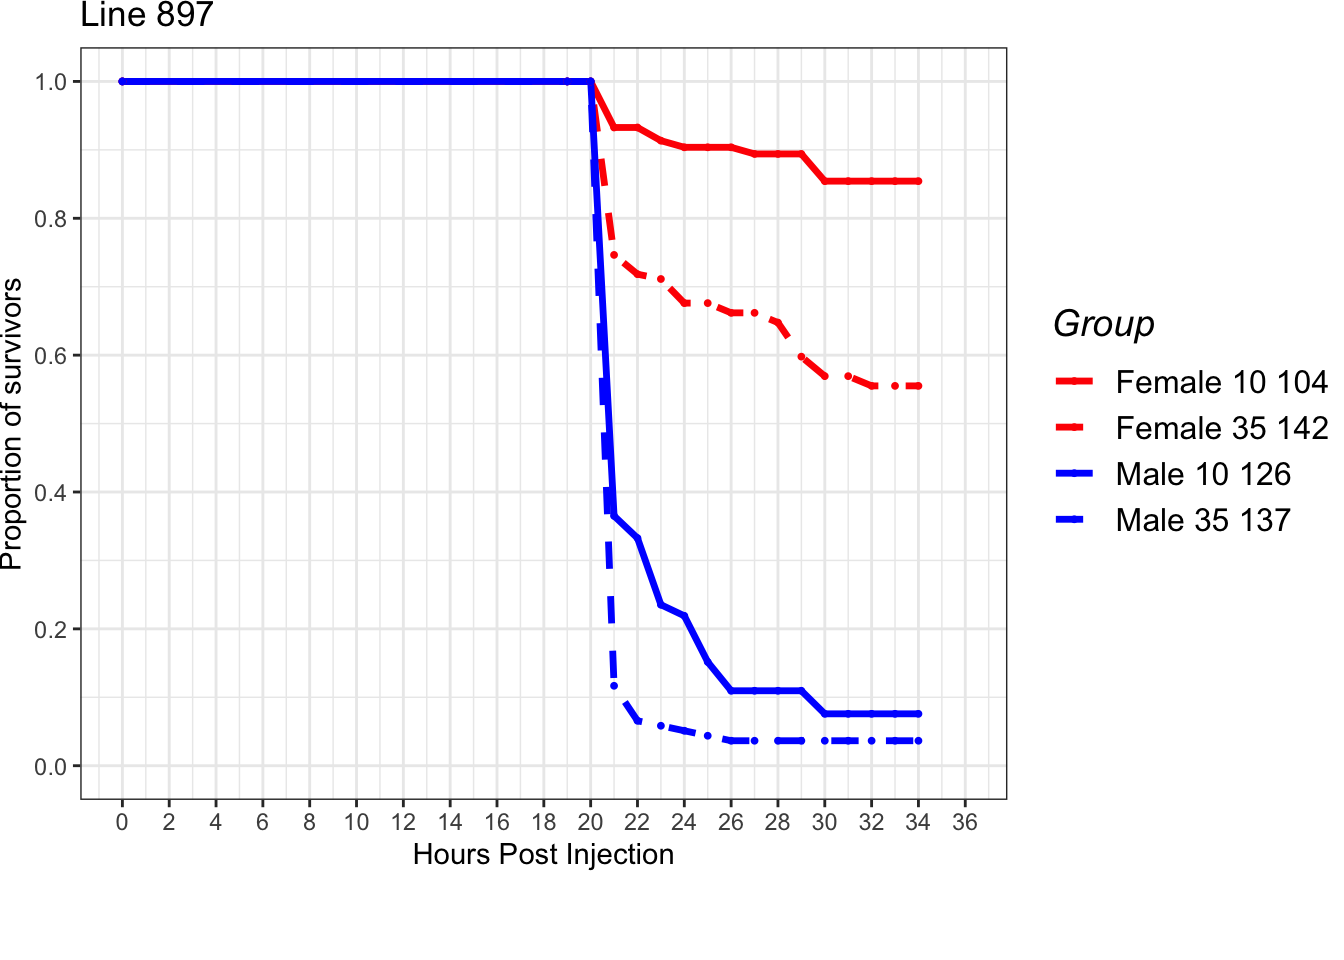 Line 897
Proportion of survivors
1.0
0.8
0.6
0.4
0.2
0.0
0 2 4 6 8 10 12 14 16 18 20 22 24 26 28 30 32 34 36
Hours Post Injection
Group
Female 10 104
Female 35 142
Male 10 126
Male 35 137